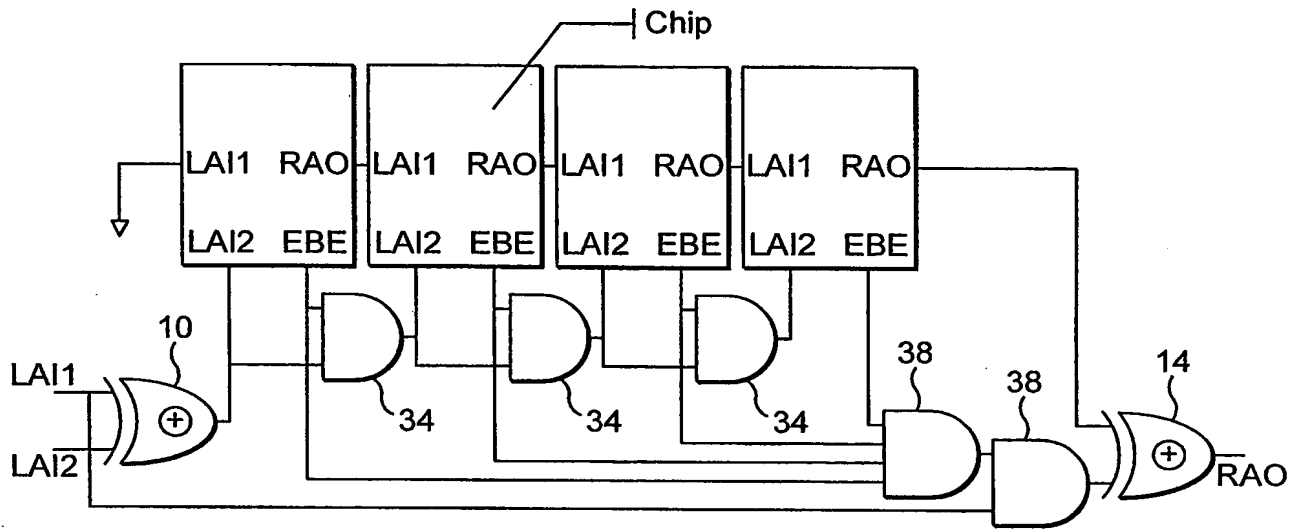 Chip
LAI1 RAO LAI1 RAO LAI1 RAO LAI1 RAO
LAI2 EBE LAI2 EBE LAI2 EBE LAI2 EBE
10
38
14
LAI1
38
34
34
34
LAI2
RAO